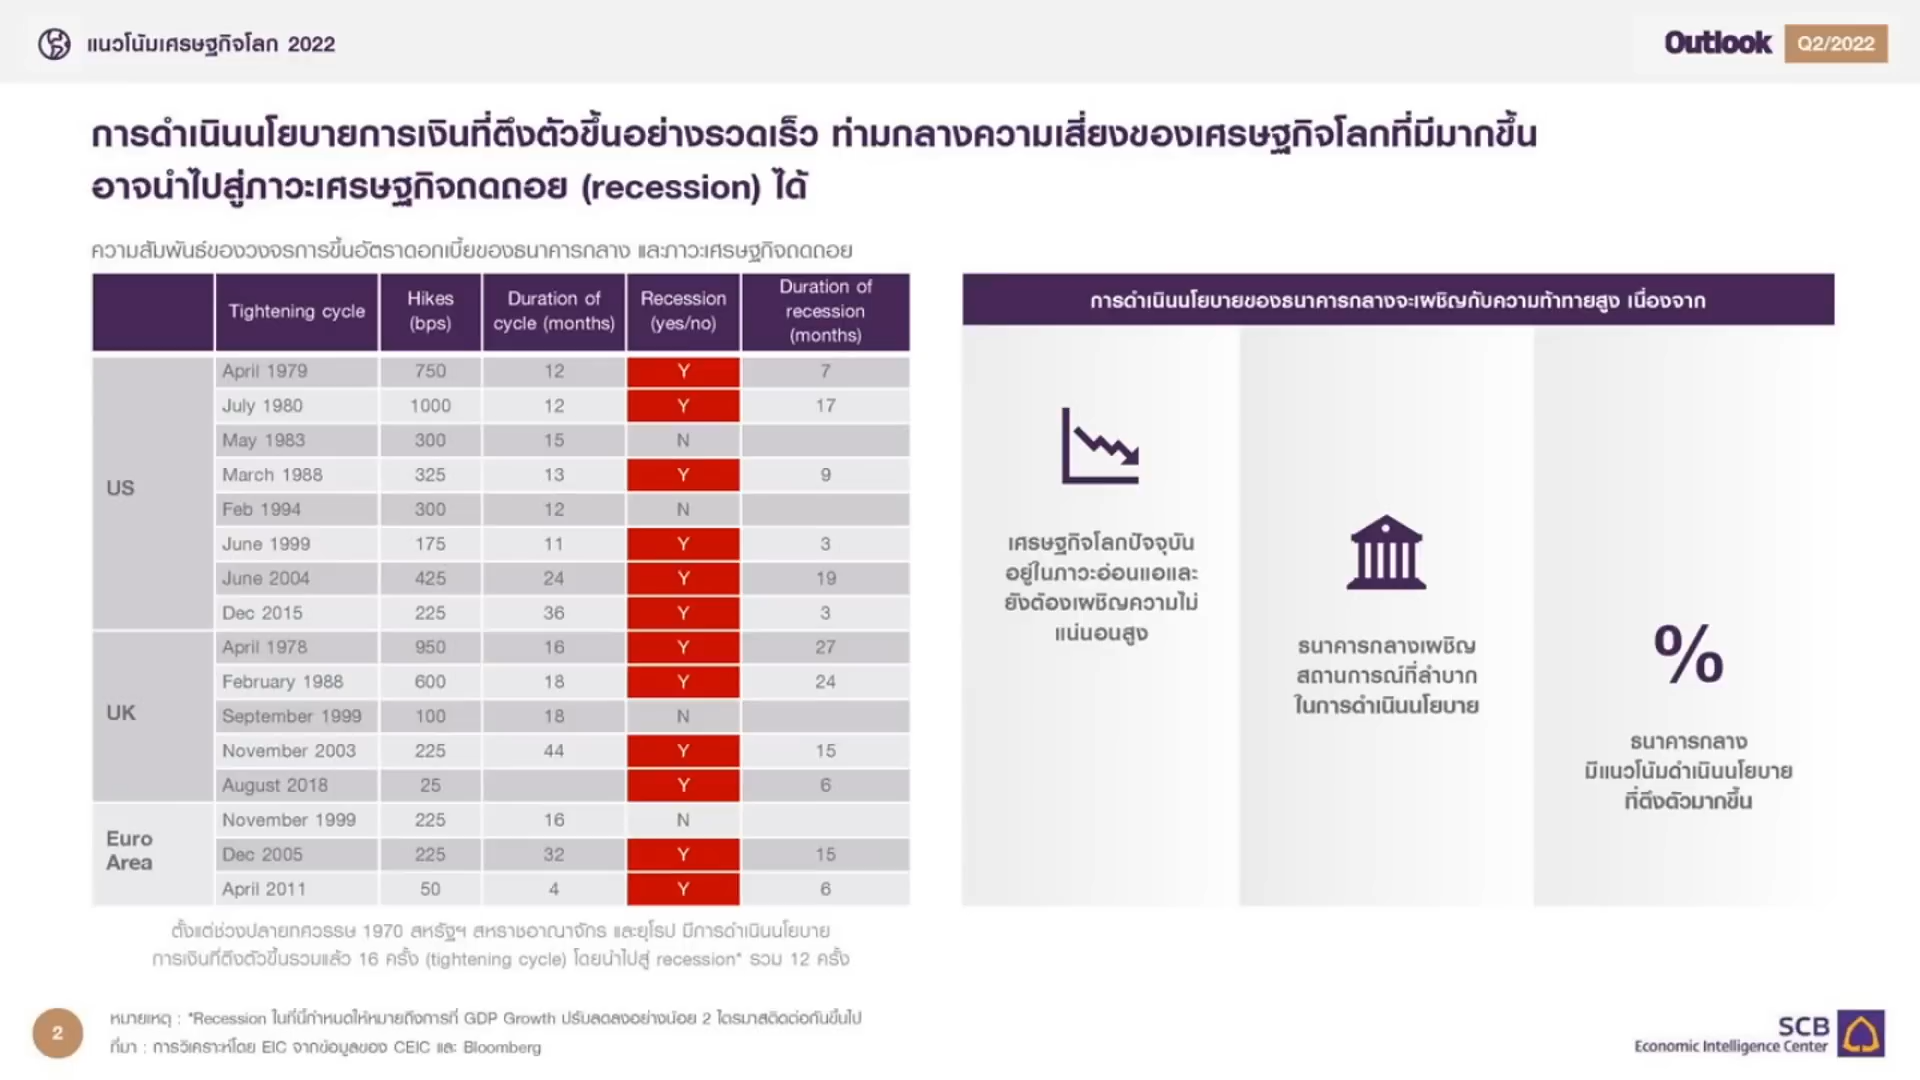 แนวโน้มเศรษฐกิจโลก 2022
Outlook Q2/2022
การดำเนินนโยบายการเงินที่ตึงตัวขึ้นอย่างรวดเร็ว ท่ามกลางความเสี่ยงของเศรษฐกิจโลกที่มีมากขึ้น
อาจนำไปสู่ภาวะเศรษฐกิจถดถอย (recession) ได้
ความสัมพันธ์ของวงจรการขึ้นอัตราดอกเบี้ยของธนาคารกลาง และภาวะเศรษฐกิจถดถอย
Tightening cycle | Hikes (bps) | Duration of cycle (months) | Recession (yes/no) | Duration of recession (months)
US
April 1979 750 12 Y 7
July 1980 1000 12 Y 17
May 1983 300 15 N
March 1988 325 13 Y 9
Feb 1994 300 12 N
June 1999 175 11 Y 3
June 2004 425 24 Y 19
Dec 2015 225 36 Y 3
UK
April 1978 950 16 Y 27
February 1988 600 18 Y 24
September 1999 100 18 N
November 2003 225 44 Y 15
August 2018 25 Y 6
Euro
Area
November 1999 225 16 N
Dec 2005 225 32 Y 15
April 2011 50 4 Y 6
ตั้งแต่ช่วงปลายทศวรรษ 1970 สหรัฐฯ สหราชอาณาจักร และยุโรป มีการดำเนินนโยบาย
การเงินที่ตึงตัวขึ้นรวมแล้ว 16 ครั้ง (tightening cycle) โดยนำไปสู่ recession* รวม 12 ครั้ง
การดำเนินนโยบายของธนาคารกลางจะเผชิญกับความท้าทายสูง เนื่องจาก
เศรษฐกิจโลกปัจจุบัน
อยู่ในภาวะอ่อนแอและ
ยังต้องเผชิญความไม่
แน่นอนสูง
ธนาคารกลางเผชิญ
สถานการณ์ที่ลำบาก
ในการดำเนินนโยบาย
%
ธนาคารกลาง
มีแนวโน้มดำเนินนโยบาย
ที่ตึงตัวมากขึ้น
2
หมายเหตุ : *Recession ในที่นี้กำหนดให้หมายถึงการที่ GDP Growth ปรับลดลงอย่างน้อย 2 ไตรมาสติดต่อกันขึ้นไป
ที่มา : การวิเคราะห์โดย EIC จากข้อมูลของ CEIC และ Bloomberg
SCB
Economic Intelligence Center